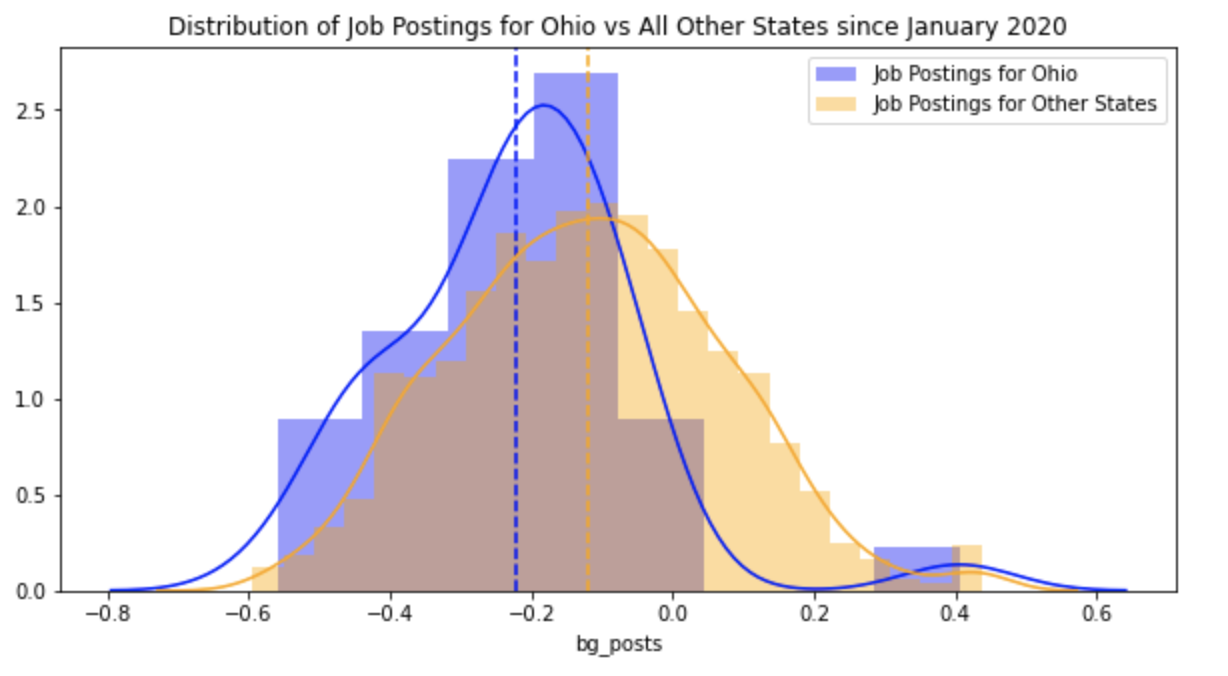 Distribution of Job Postings for Ohio vs All Other States since January 2020
Job Postings for Ohio
Job Postings for Other States
2.5
2.0
1.5
1.0
0.5
0.0
−0.8 −0.6 −0.4 −0.2 0.0 0.2 0.4 0.6
bg_posts